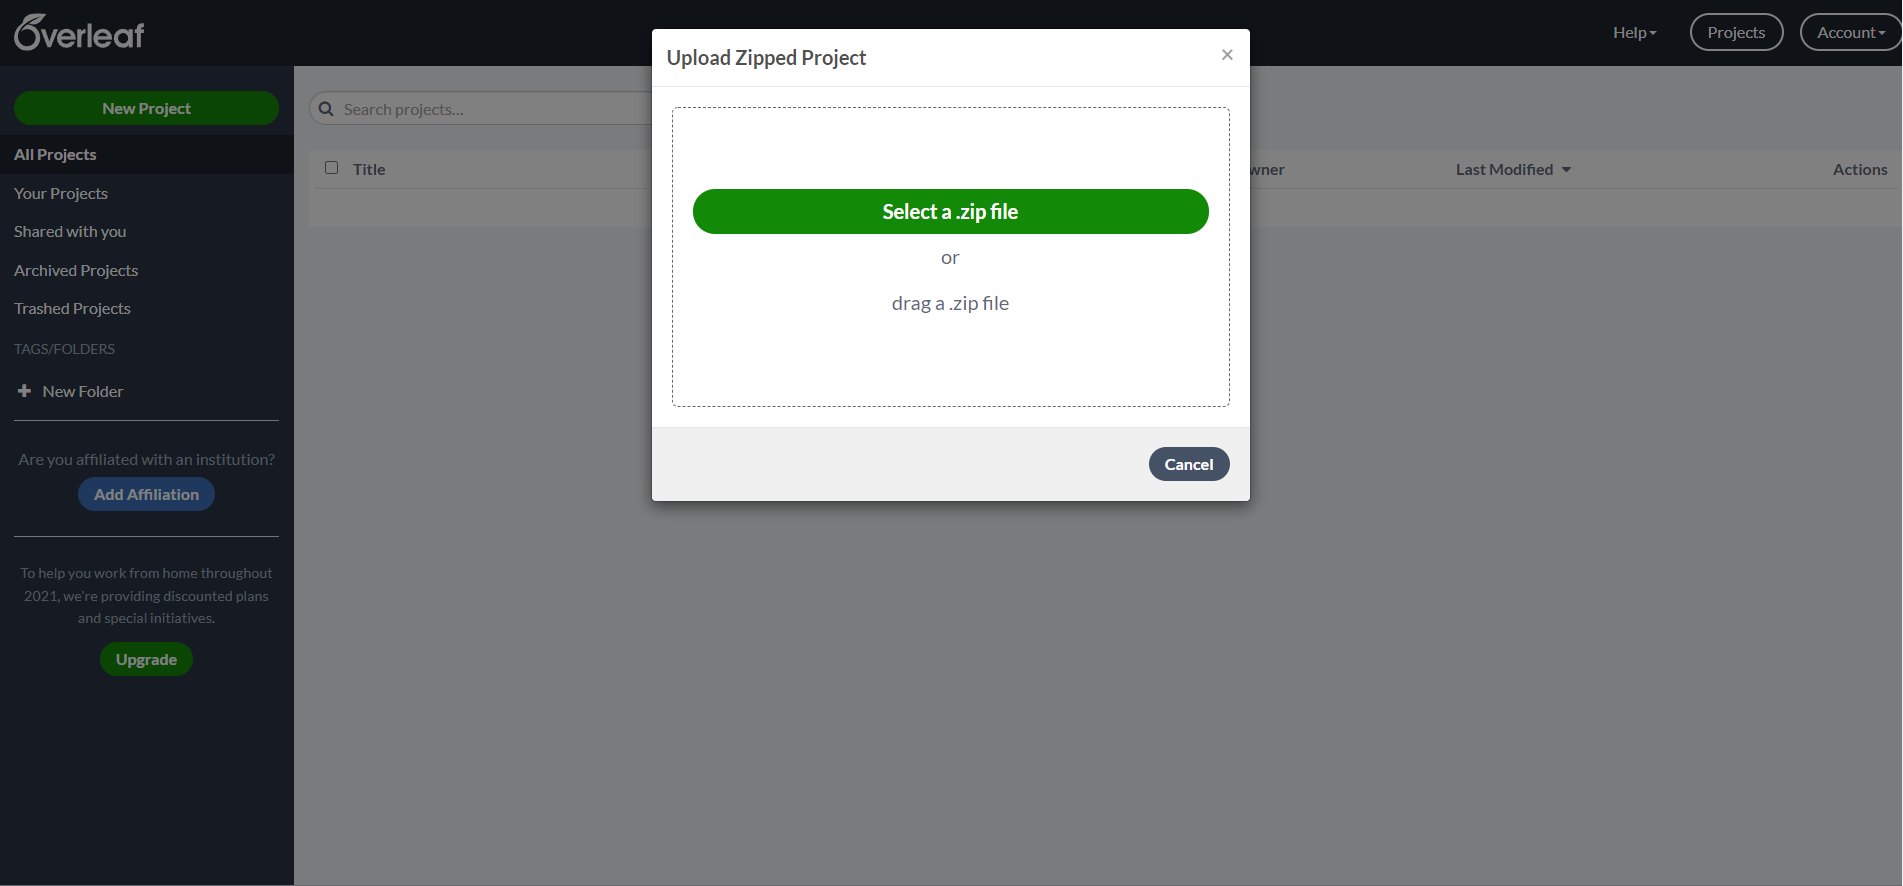 Overleaf
Help
Projects
Account
New Project
All Projects
Your Projects
Shared with you
Archived Projects
Trashed Projects
TAGS/FOLDERS
New Folder
Are you affiliated with an institution?
Add Affiliation
To help you work from home throughout
2021, we're providing discounted plans
and special initiatives.
Upgrade
Search projects...
Title
wner
Last Modified
Actions
Upload Zipped Project
×
Select a .zip file
or
drag a .zip file
Cancel